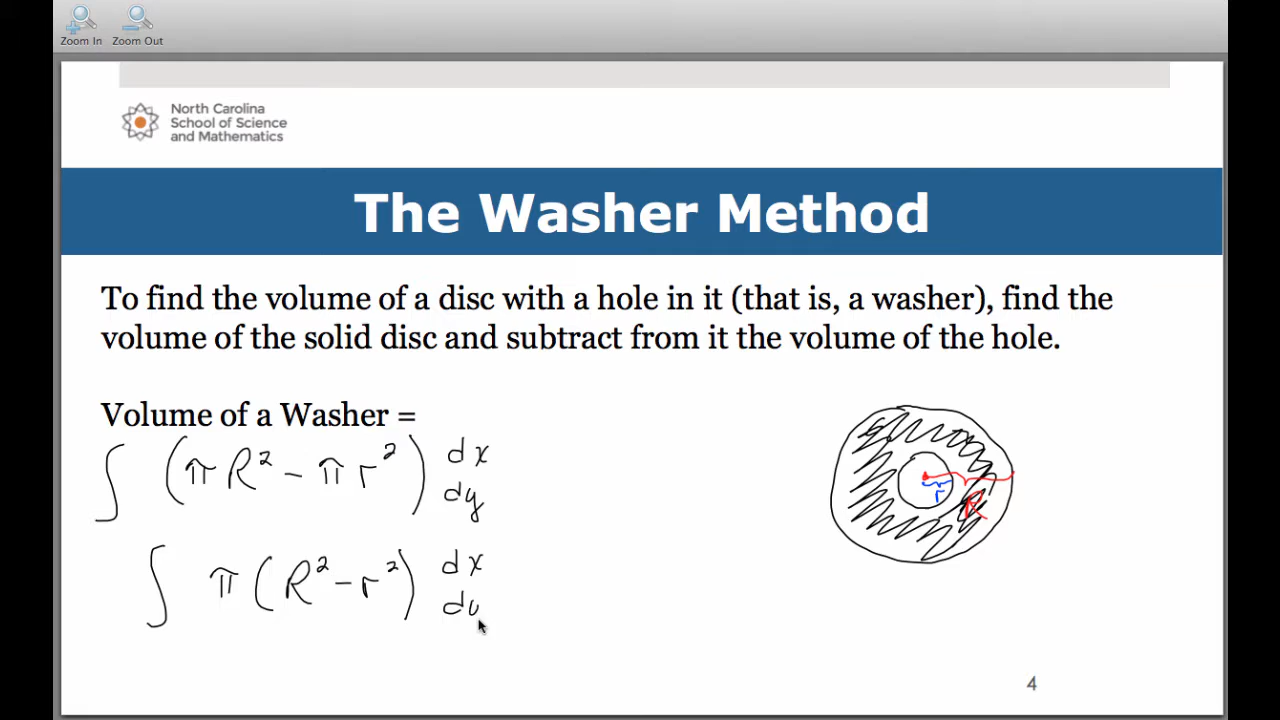 Zoom In Zoom Out
North Carolina
School of Science
and Mathematics
The Washer Method
To find the volume of a disc with a hole in it (that is, a washer), find the
volume of the solid disc and subtract from it the volume of the hole.
Volume of a Washer =
∫ (πR² − πr²) dx
dy
∫ π(R² − r²) dx
du
r
R
4